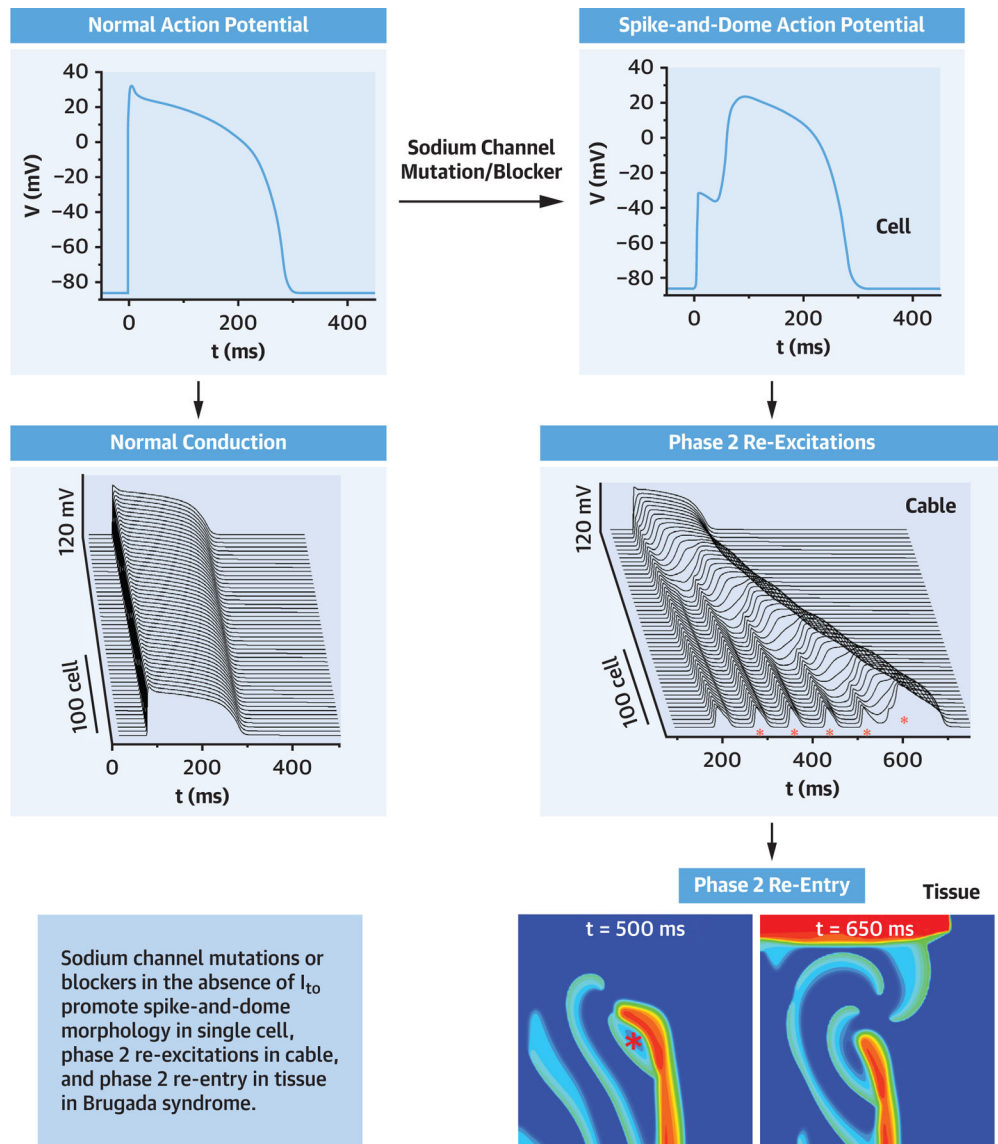 Normal Action Potential
Spike-and-Dome Action Potential
40
20
0
−20
−40
−60
−80
V (mV)
0
200
400
t (ms)
Sodium Channel
Mutation/Blocker
40
20
0
−20
−40
−60
−80
V (mV)
Cell
0
200
400
t (ms)
Normal Conduction
120 mV
100 cell
0
200
400
t (ms)
Phase 2 Re-Excitations
Cable
120 mV
100 cell
* * * * *
200
400
600
t (ms)
Phase 2 Re-Entry
Tissue
t = 500 ms
*
t = 650 ms
Sodium channel mutations or
blockers in the absence of Ito
promote spike-and-dome
morphology in single cell,
phase 2 re-excitations in cable,
and phase 2 re-entry in tissue
in Brugada syndrome.